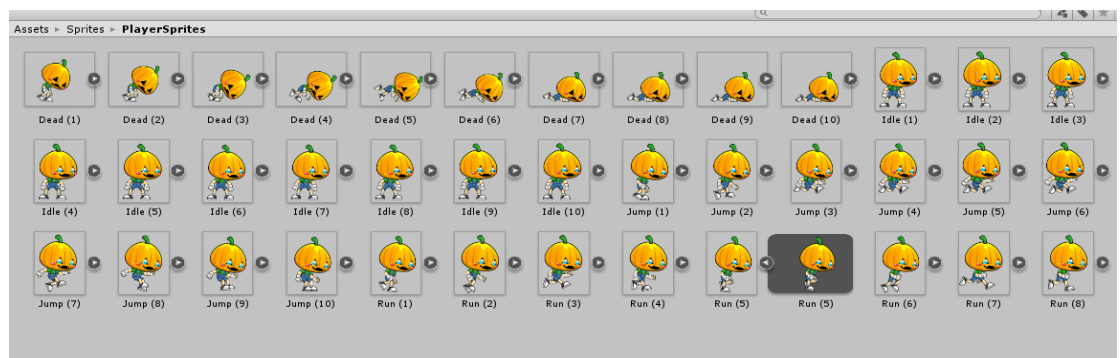 Assets ▸ Sprites ▸ PlayerSprites
Dead (1) Dead (2) Dead (3) Dead (4) Dead (5) Dead (6) Dead (7) Dead (8) Dead (9) Dead (10) Idle (1) Idle (2) Idle (3)
Idle (4) Idle (5) Idle (6) Idle (7) Idle (8) Idle (9) Idle (10) Jump (1) Jump (2) Jump (3) Jump (4) Jump (5) Jump (6)
Jump (7) Jump (8) Jump (9) Jump (10) Run (1) Run (2) Run (3) Run (4) Run (5) Run (5) Run (6) Run (7) Run (8)